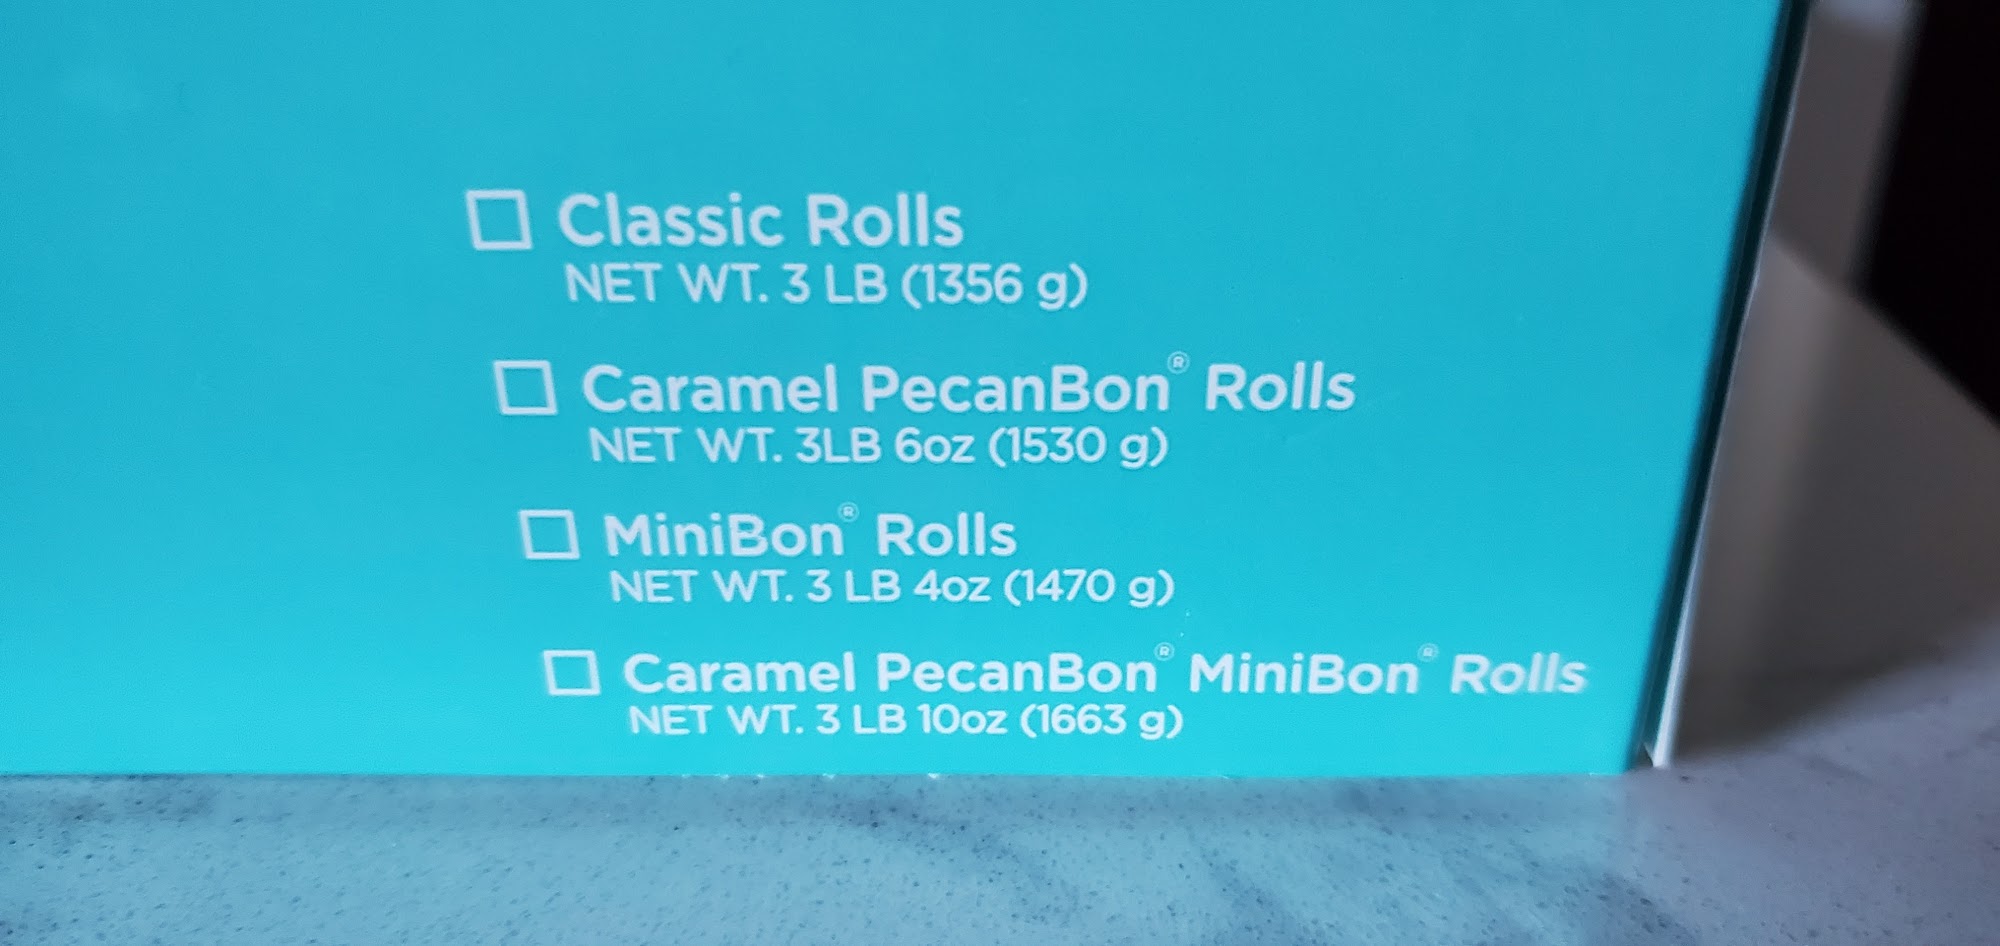 Classic Rolls
NET WT. 3 LB (1356 g)
Caramel PecanBon® Rolls
NET WT. 3LB 6oz (1530 g)
MiniBon® Rolls
NET WT. 3 LB 4oz (1470 g)
Caramel PecanBon® MiniBon® Rolls
NET WT. 3 LB 10oz (1663 g)